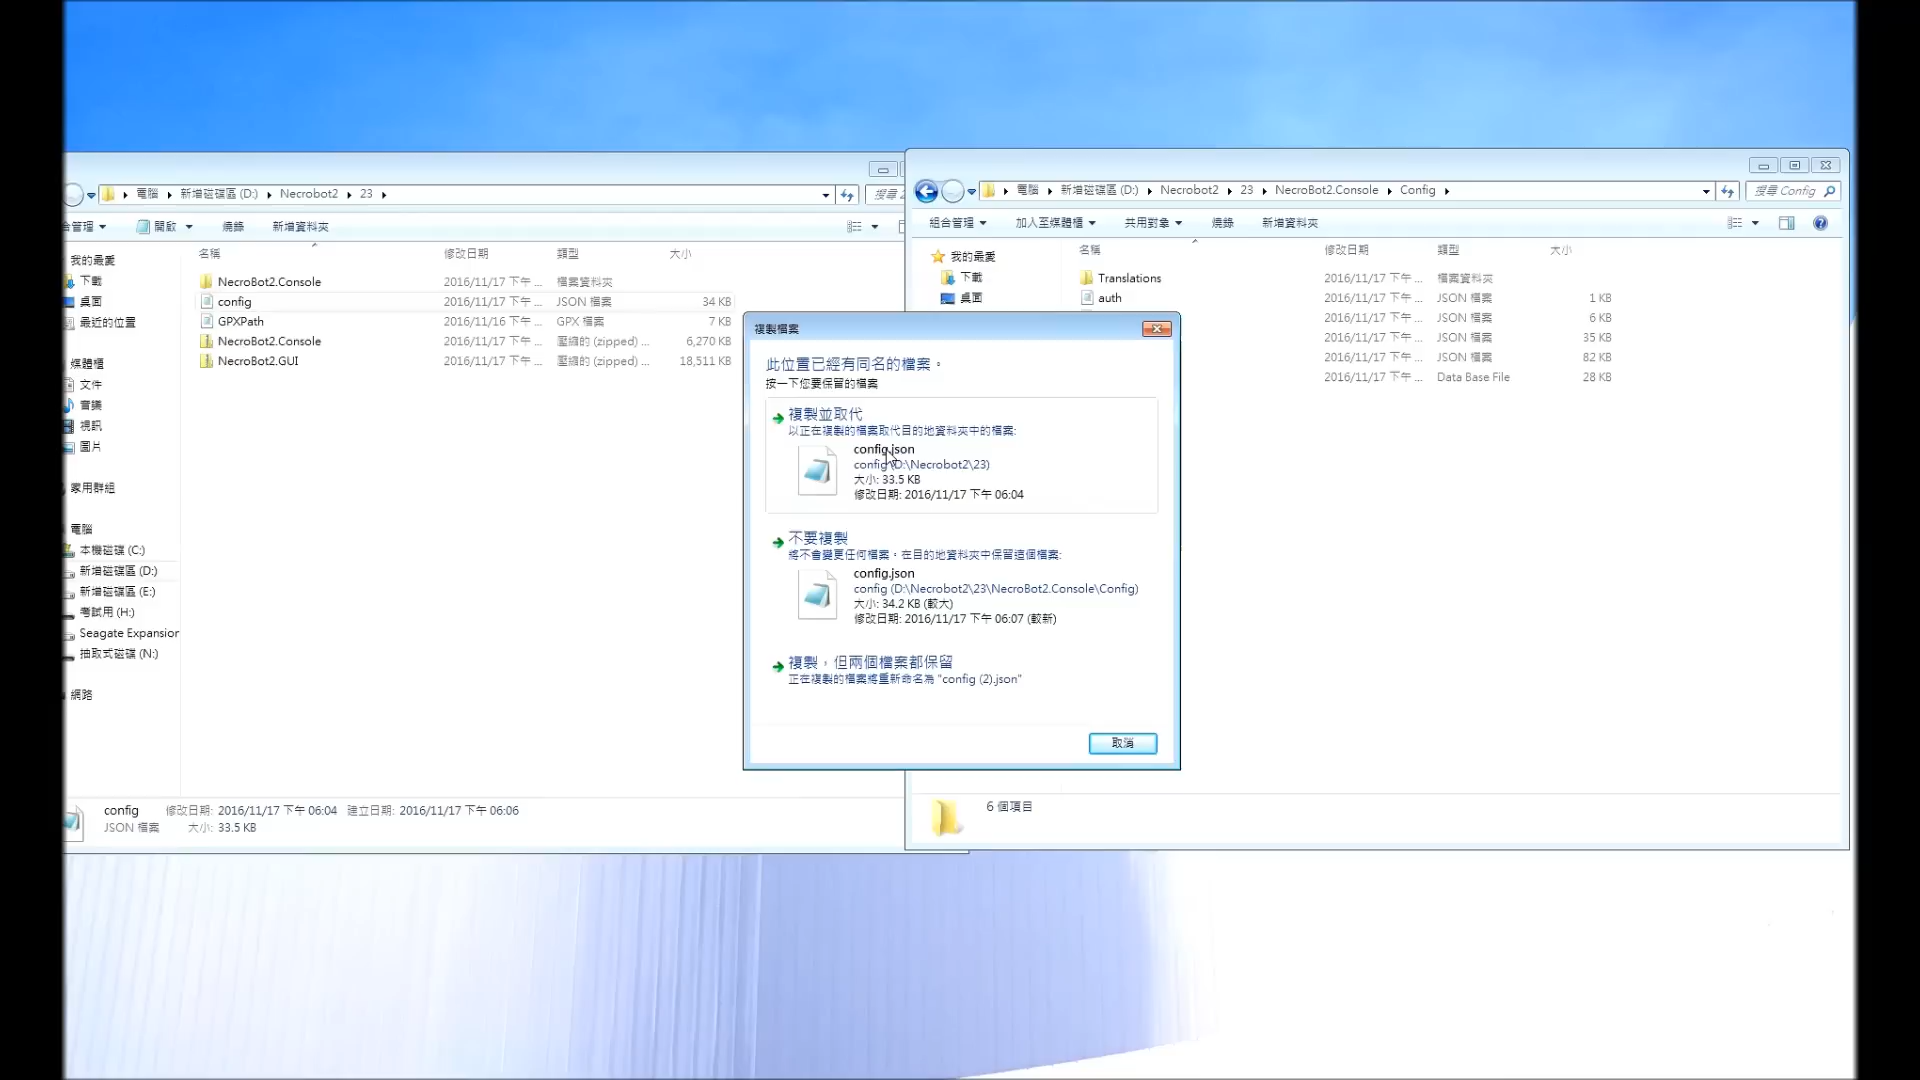 電腦 新增磁碟區 (D:) Necrobot2 23
搜尋 2
合管理 開啟 燒錄 新增資料夾
我的最愛
下載
桌面
最近的位置
媒體櫃
文件
音樂
視訊
圖片
家用群組
電腦
本機磁碟 (C:)
新增磁碟區 (D:)
新增磁碟區 (E:)
考試用 (H:)
Seagate Expansion
抽取式磁碟 (N:)
網路
名稱 修改日期 類型 大小
NecroBot2.Console 2016/11/17 下午 ... 檔案資料夾
config 2016/11/17 下午 ... JSON 檔案 34 KB
GPXPath 2016/11/16 下午 ... GPX 檔案 7 KB
NecroBot2.Console 2016/11/17 下午 ... 壓縮的 (zipped) ... 6,270 KB
NecroBot2.GUI 2016/11/17 下午 ... 壓縮的 (zipped) ... 18,511 KB
config 修改日期: 2016/11/17 下午 06:04 建立日期: 2016/11/17 下午 06:06
JSON 檔案 大小: 33.5 KB
電腦 新增磁碟區 (D:) Necrobot2 23 NecroBot2.Console Config
搜尋 Config
組合管理 加入至媒體櫃 共用對象 燒錄 新增資料夾
我的最愛
下載
桌面
名稱 修改日期 類型 大小
Translations 2016/11/17 下午 ... 檔案資料夾
auth 2016/11/17 下午 ... JSON 檔案 1 KB
2016/11/17 下午 ... JSON 檔案 6 KB
2016/11/17 下午 ... JSON 檔案 35 KB
2016/11/17 下午 ... JSON 檔案 82 KB
2016/11/17 下午 ... Data Base File 28 KB
6 個項目
複製檔案
此位置已經有同名的檔案。
按一下您要保留的檔案
複製並取代
以正在複製的檔案取代目的地資料夾中的檔案:
config.json
config (D:\Necrobot2\23)
大小: 33.5 KB
修改日期: 2016/11/17 下午 06:04
不要複製
將不會變更任何檔案。在目的地資料夾中保留這個檔案:
config.json
config (D:\Necrobot2\23\NecroBot2.Console\Config)
大小: 34.2 KB (較大)
修改日期: 2016/11/17 下午 06:07 (較新)
複製，但兩個檔案都保留
正在複製的檔案將重新命名為 "config (2).json"
取消